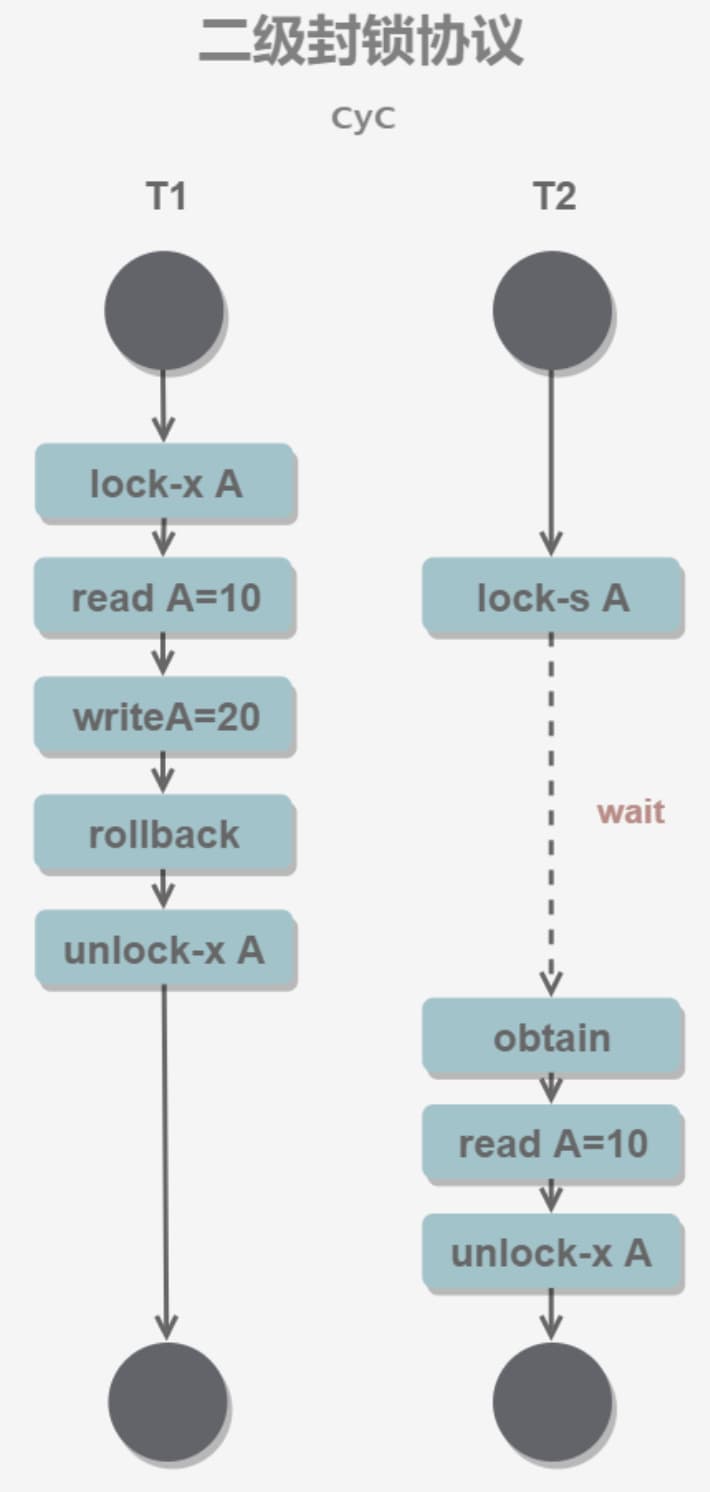 二级封锁协议
CyC
T1
T2
lock-x A
read A=10
lock-s A
writeA=20
wait
rollback
unlock-x A
obtain
read A=10
unlock-x A